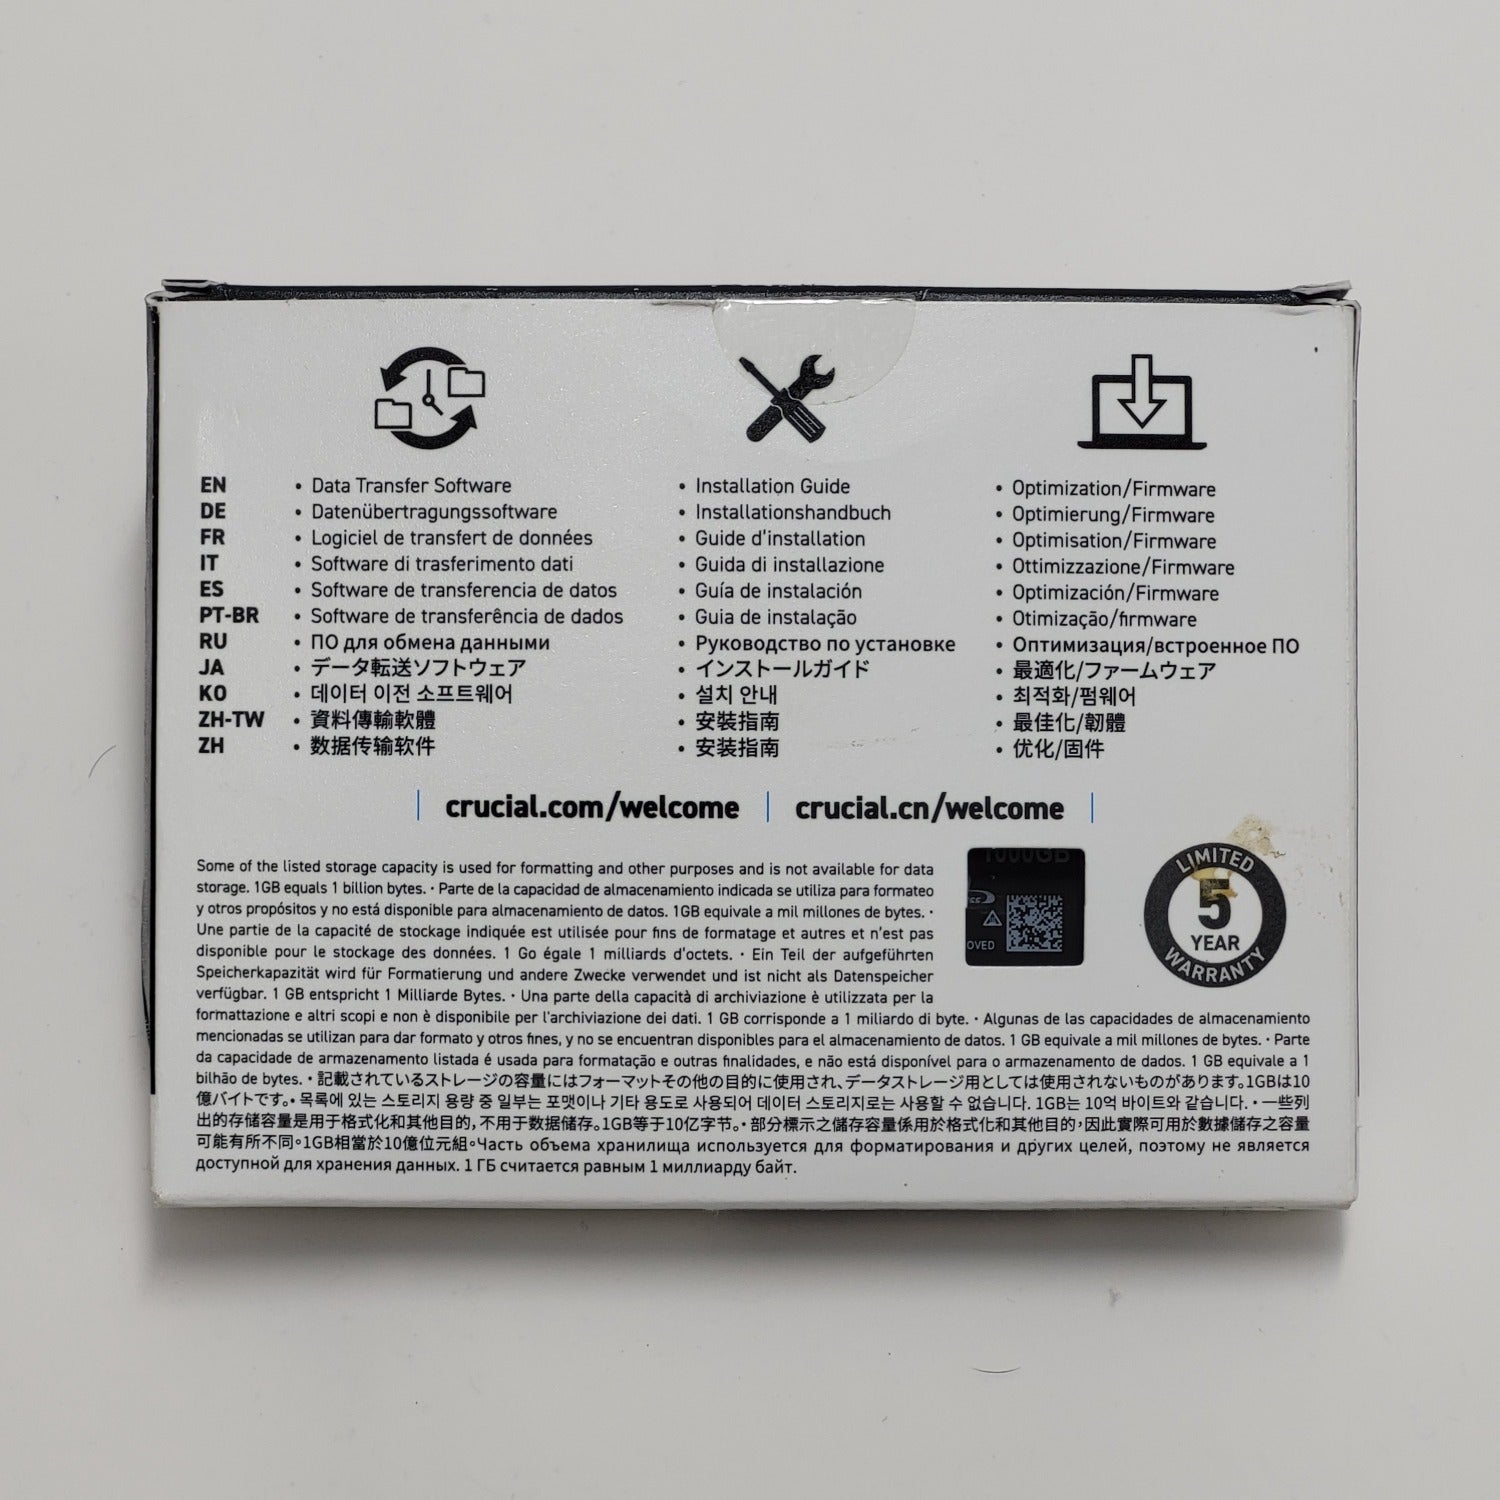 EN • Data Transfer Software • Installation Guide • Optimization/Firmware
DE • Datenübertragungssoftware • Installationshandbuch • Optimierung/Firmware
FR • Logiciel de transfert de données • Guide d'installation • Optimisation/Firmware
IT • Software di trasferimento dati • Guida di installazione • Ottimizzazione/Firmware
ES • Software de transferencia de datos • Guía de instalación • Optimización/Firmware
PT-BR • Software de transferência de dados • Guia de instalação • Otimização/firmware
RU • ПО для обмена данными • Руководство по установке • Оптимизация/встроенное ПО
JA • データ転送ソフトウェア • インストールガイド • 最適化/ファームウェア
KO • 데이터 이전 소프트웨어 • 설치 안내 • 최적화/펌웨어
ZH-TW • 資料傳輸軟體 • 安裝指南 • 最佳化/韌體
ZH • 数据传输软件 • 安装指南 • 优化/固件
crucial.com/welcome crucial.cn/welcome
Some of the listed storage capacity is used for formatting and other purposes and is not available for data
storage. 1GB equals 1 billion bytes. • Parte de la capacidad de almacenamiento indicada se utiliza para formateo
y otros propósitos y no está disponible para almacenamiento de datos. 1GB equivale a mil millones de bytes. •
Une partie de la capacité de stockage indiquée est utilisée pour fins de formatage et autres et n'est pas
disponible pour le stockage des données. 1 Go égale 1 milliards d'octets. • Ein Teil der aufgeführten
Speicherkapazität wird für Formatierung und andere Zwecke verwendet und ist nicht als Datenspeicher
verfügbar. 1 GB entspricht 1 Milliarde Bytes. • Una parte della capacità di archiviazione è utilizzata per la
formattazione e altri scopi e non è disponibile per l'archiviazione dei dati. 1 GB corrisponde a 1 miliardo di byte. • Algunas de las capacidades de almacenamiento
mencionadas se utilizan para dar formato y otros fines, y no se encuentran disponibles para el almacenamiento de datos. 1 GB equivale a mil millones de bytes. • Parte
da capacidade de armazenamento listada é usada para formatação e outras finalidades, e não está disponível para o armazenamento de dados. 1 GB equivale a 1
bilhão de bytes. • 記載されているストレージの容量にはフォーマットその他の目的に使用され、データストレージ用としては使用されないものがあります。1GBは10
億バイトです。• 목록에 있는 스토리지 용량 중 일부는 포맷이나 기타 용도로 사용되어 데이터 스토리지로는 사용할 수 없습니다. 1GB는 10억 바이트와 같습니다. • 一些列
出的存储容量是用于格式化和其他目的，不用于数据储存。1GB等于10亿字节。• 部分標示之儲存容量係用於格式化和其他目的，因此實際可用於數據儲存之容量
可能有所不同。1GB相當於10億位元組。Часть объема хранилища используется для форматирования и других целей, поэтому не является
доступной для хранения данных. 1 ГБ считается равным 1 миллиарду байт.
1000GB
OVED
LIMITED
5
YEAR
WARRANTY